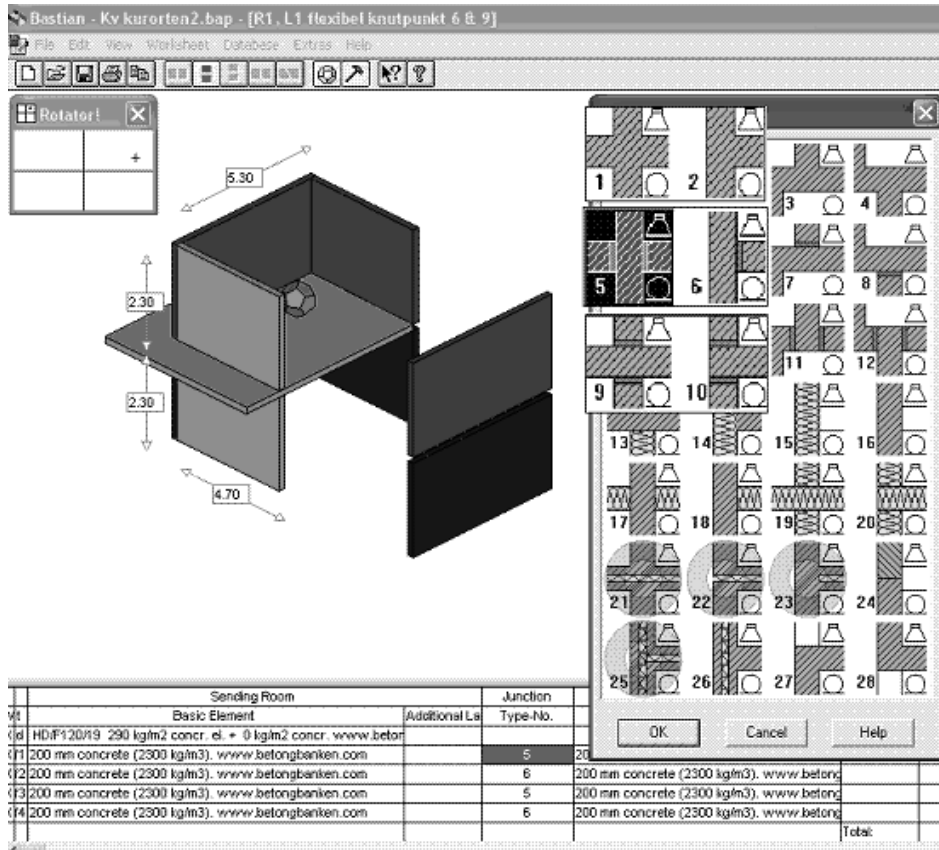 Bastian - Kv kurorten2.bap - [R1, L1 flexibel knutpunkt 6 & 9]
File Edit View Worksheet Database Extras Help
Rotator!
5.30
2.30
2.30
4.70
1 2 3 4
5 6 7 8
9 10 11 12
13 14 15 16
17 18 19 20
21 22 23 24
25 26 27 28
OK Cancel Help
Sending Room Junction
Basic Element Additional La Type-No.
d HD/F120/19 290 kg/m2 concr. el. + 0 kg/m2 concr. www.beton
f1 200 mm concrete (2300 kg/m3). www.betongbanken.com 5 20
f2 200 mm concrete (2300 kg/m3). www.betongbanken.com 6 200 mm concrete (2300 kg/m3). www.betong
f3 200 mm concrete (2300 kg/m3). www.betongbanken.com 5 200 mm concrete (2300 kg/m3). www.betong
f4 200 mm concrete (2300 kg/m3). www.betongbanken.com 6 200 mm concrete (2300 kg/m3). www.betong
Total: